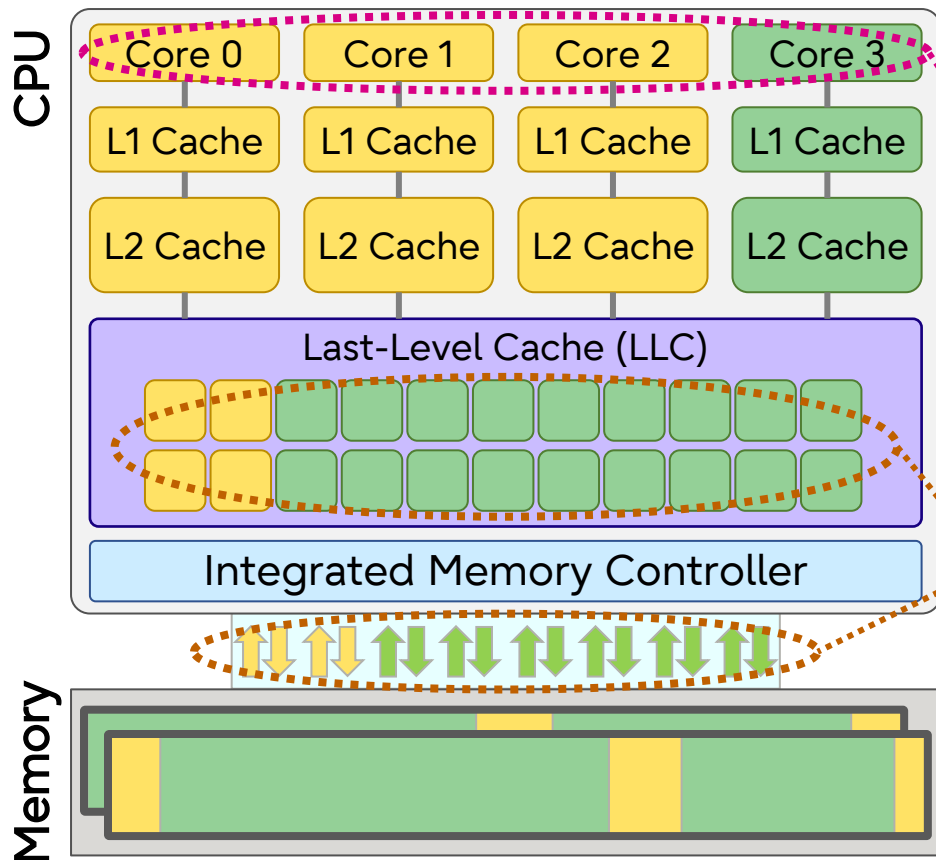 CPU
Core 0
Core 1
Core 2
Core 3
L1 Cache
L1 Cache
L1 Cache
L1 Cache
L2 Cache
L2 Cache
L2 Cache
L2 Cache
Last-Level Cache (LLC)
Integrated Memory Controller
Memory